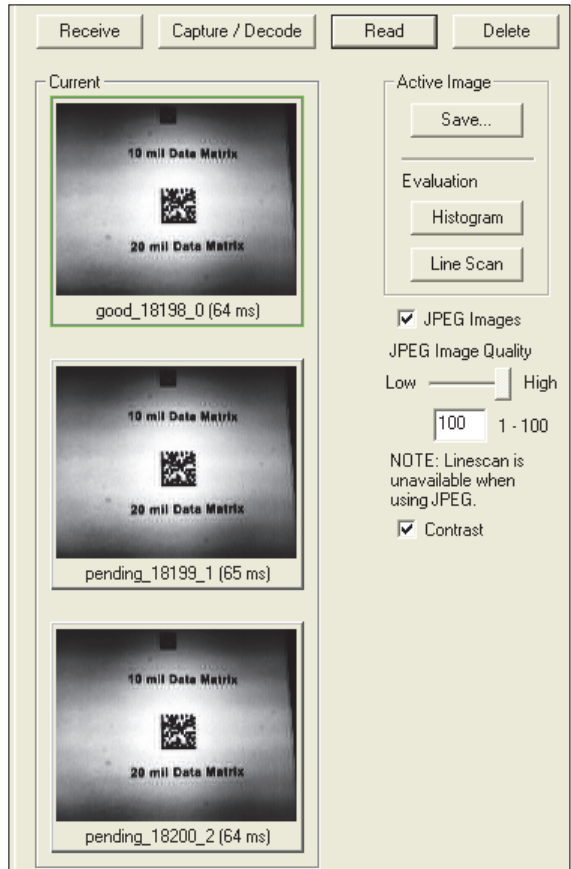 Receive
Capture / Decode
Read
Delete
Current
10 mil Data Matrix
20 mil Data Matrix
good_18198_0 (64 ms)
10 mil Data Matrix
20 mil Data Matrix
pending_18199_1 (65 ms)
10 mil Data Matrix
20 mil Data Matrix
pending_18200_2 (64 ms)
Active Image
Save...
Evaluation
Histogram
Line Scan
JPEG Images
JPEG Image Quality
Low High
100 1 - 100
NOTE: Linescan is
unavailable when
using JPEG.
Contrast